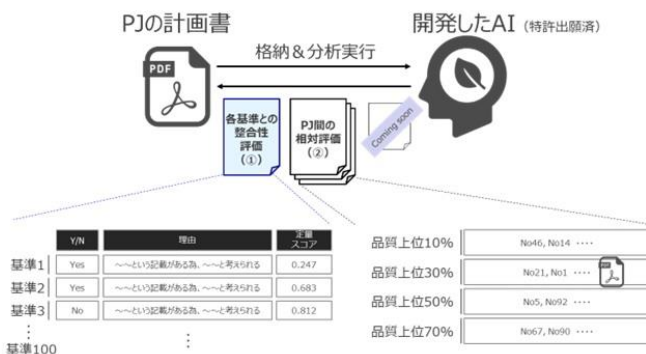 PJの計画書
開発したAI（特許出願済）
格納＆分析実行
PDF
各基準との
整合性
評価
（①）
PJ間の
相対評価
（②）
Coming soon
Y/N 理由 定量
スコア
基準1 Yes ～～という記載がある為、～～と考えられる 0.247
基準2 Yes ～～という記載がある為、～～と考えられる 0.683
基準3 No ～～という記載がある為、～～と考えられる 0.812
⋮ ⋮
基準100
品質上位10% No46, No14 ‥‥
品質上位30% No21, No1 ‥‥
PDF
品質上位50% No5, No92 ‥‥
品質上位70% No67, No90 ‥‥